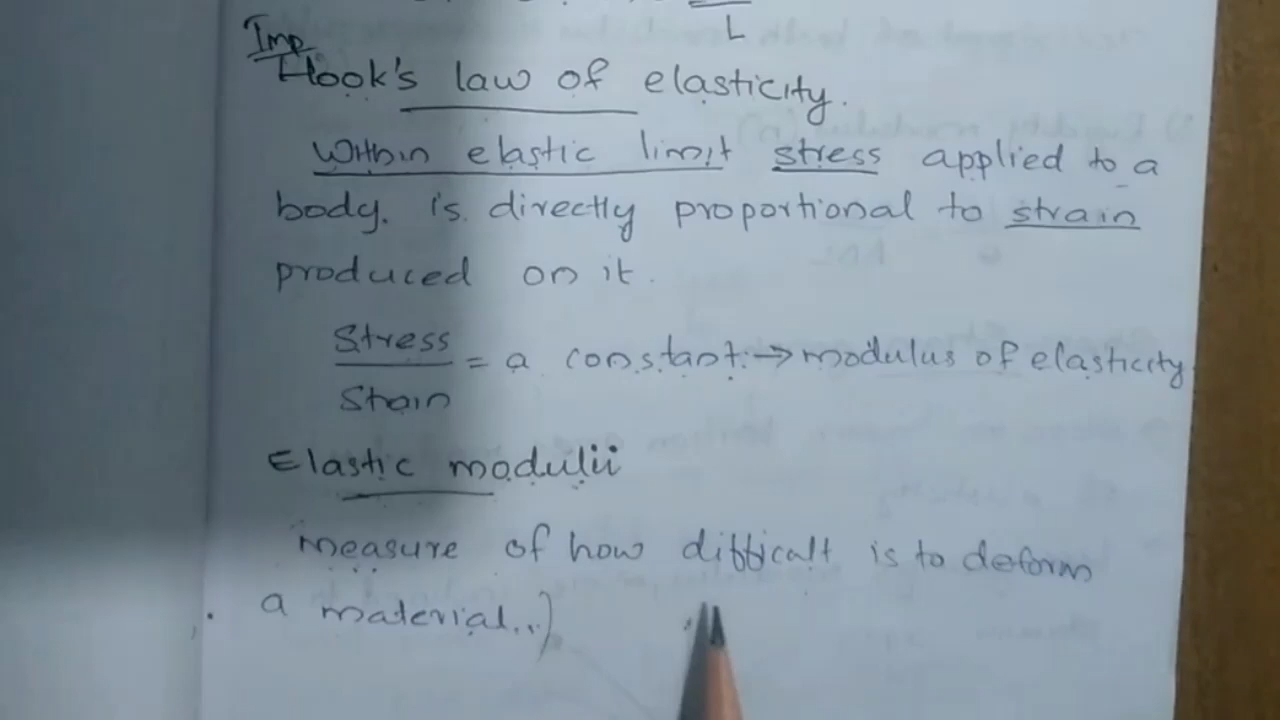 L
Imp
Hook's law of elasticity.
Within elastic limit stress applied to a
body. is directly proportional to strain
produced on it.
Stress
= a constant. → modulus of elasticity
Strain
Elastic modulii
measure of how difficult is to deform
a material..)